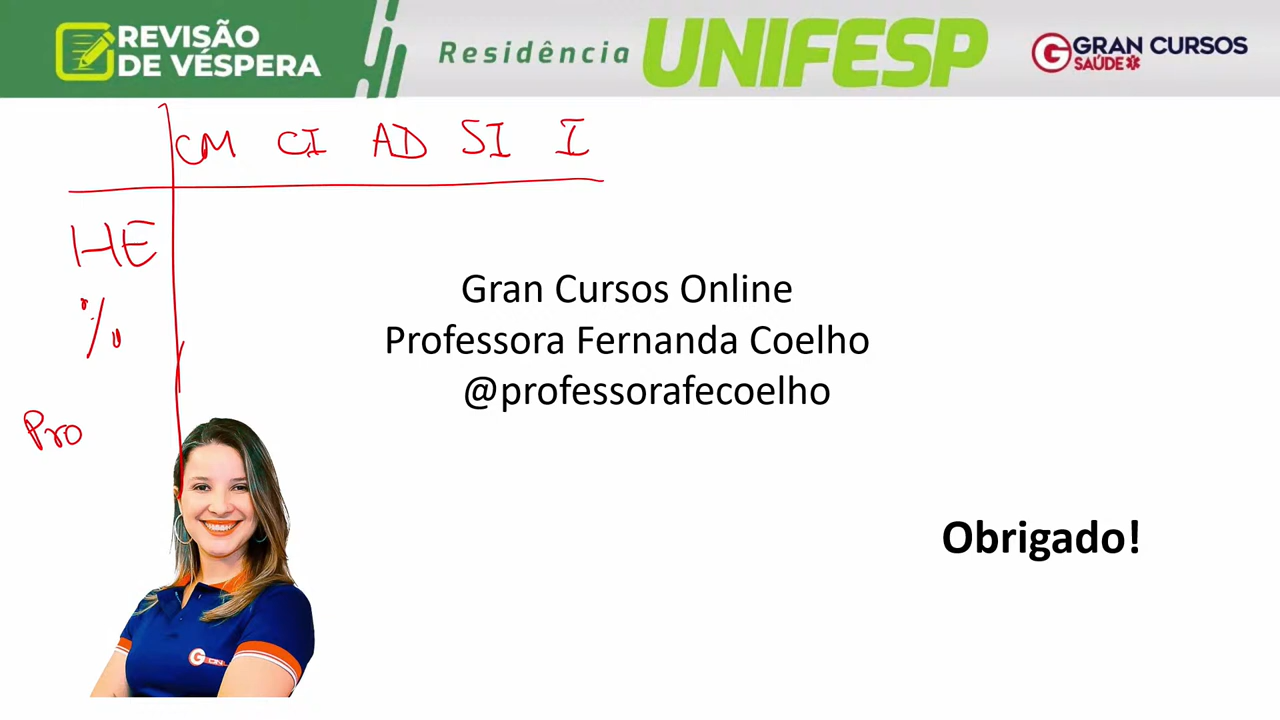 REVISÃO
DE VÉSPERA
Residência UNIFESP
GRAN CURSOS
SAÚDE
CM CI AD SI I
HE
%
Pro
Gran Cursos Online
Professora Fernanda Coelho
@professorafecoelho
Obrigado!